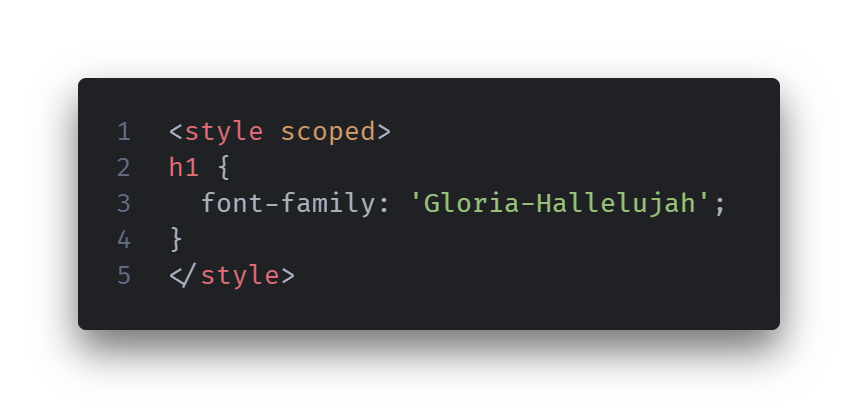 1 <style scoped>
2 h1 {
3   font-family: 'Gloria-Hallelujah';
4 }
5 </style>